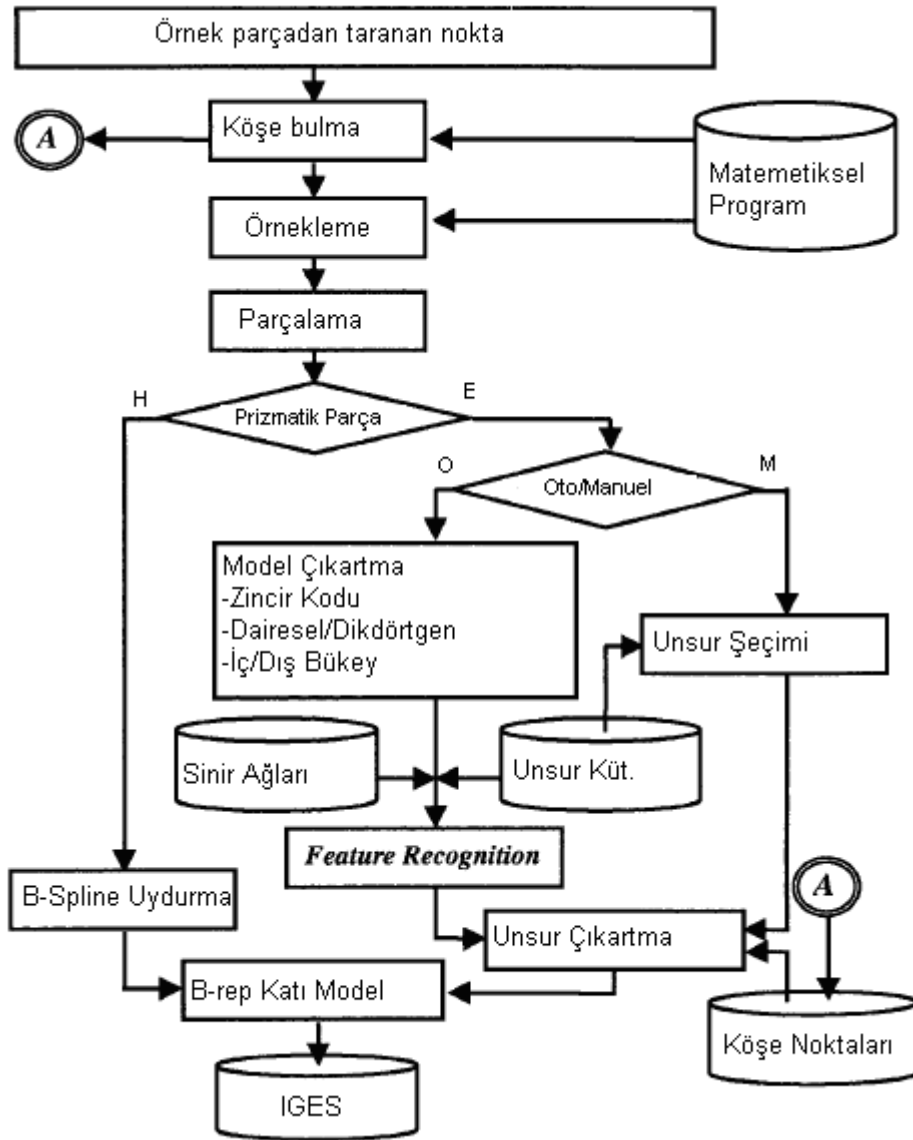 Örnek parçadan taranan nokta
A
Köşe bulma
Matemetiksel
Program
Örnekleme
Parçalama
H
E
Prizmatik Parça
O
M
Oto/Manuel
Model Çıkartma
-Zincir Kodu
-Dairesel/Dikdörtgen
-İç/Dış Bükey
Unsur Şeçimi
Sinir Ağları
Unsur Küt.
Feature Recognition
A
B-Spline Uydurma
Unsur Çıkartma
B-rep Katı Model
Köşe Noktaları
IGES